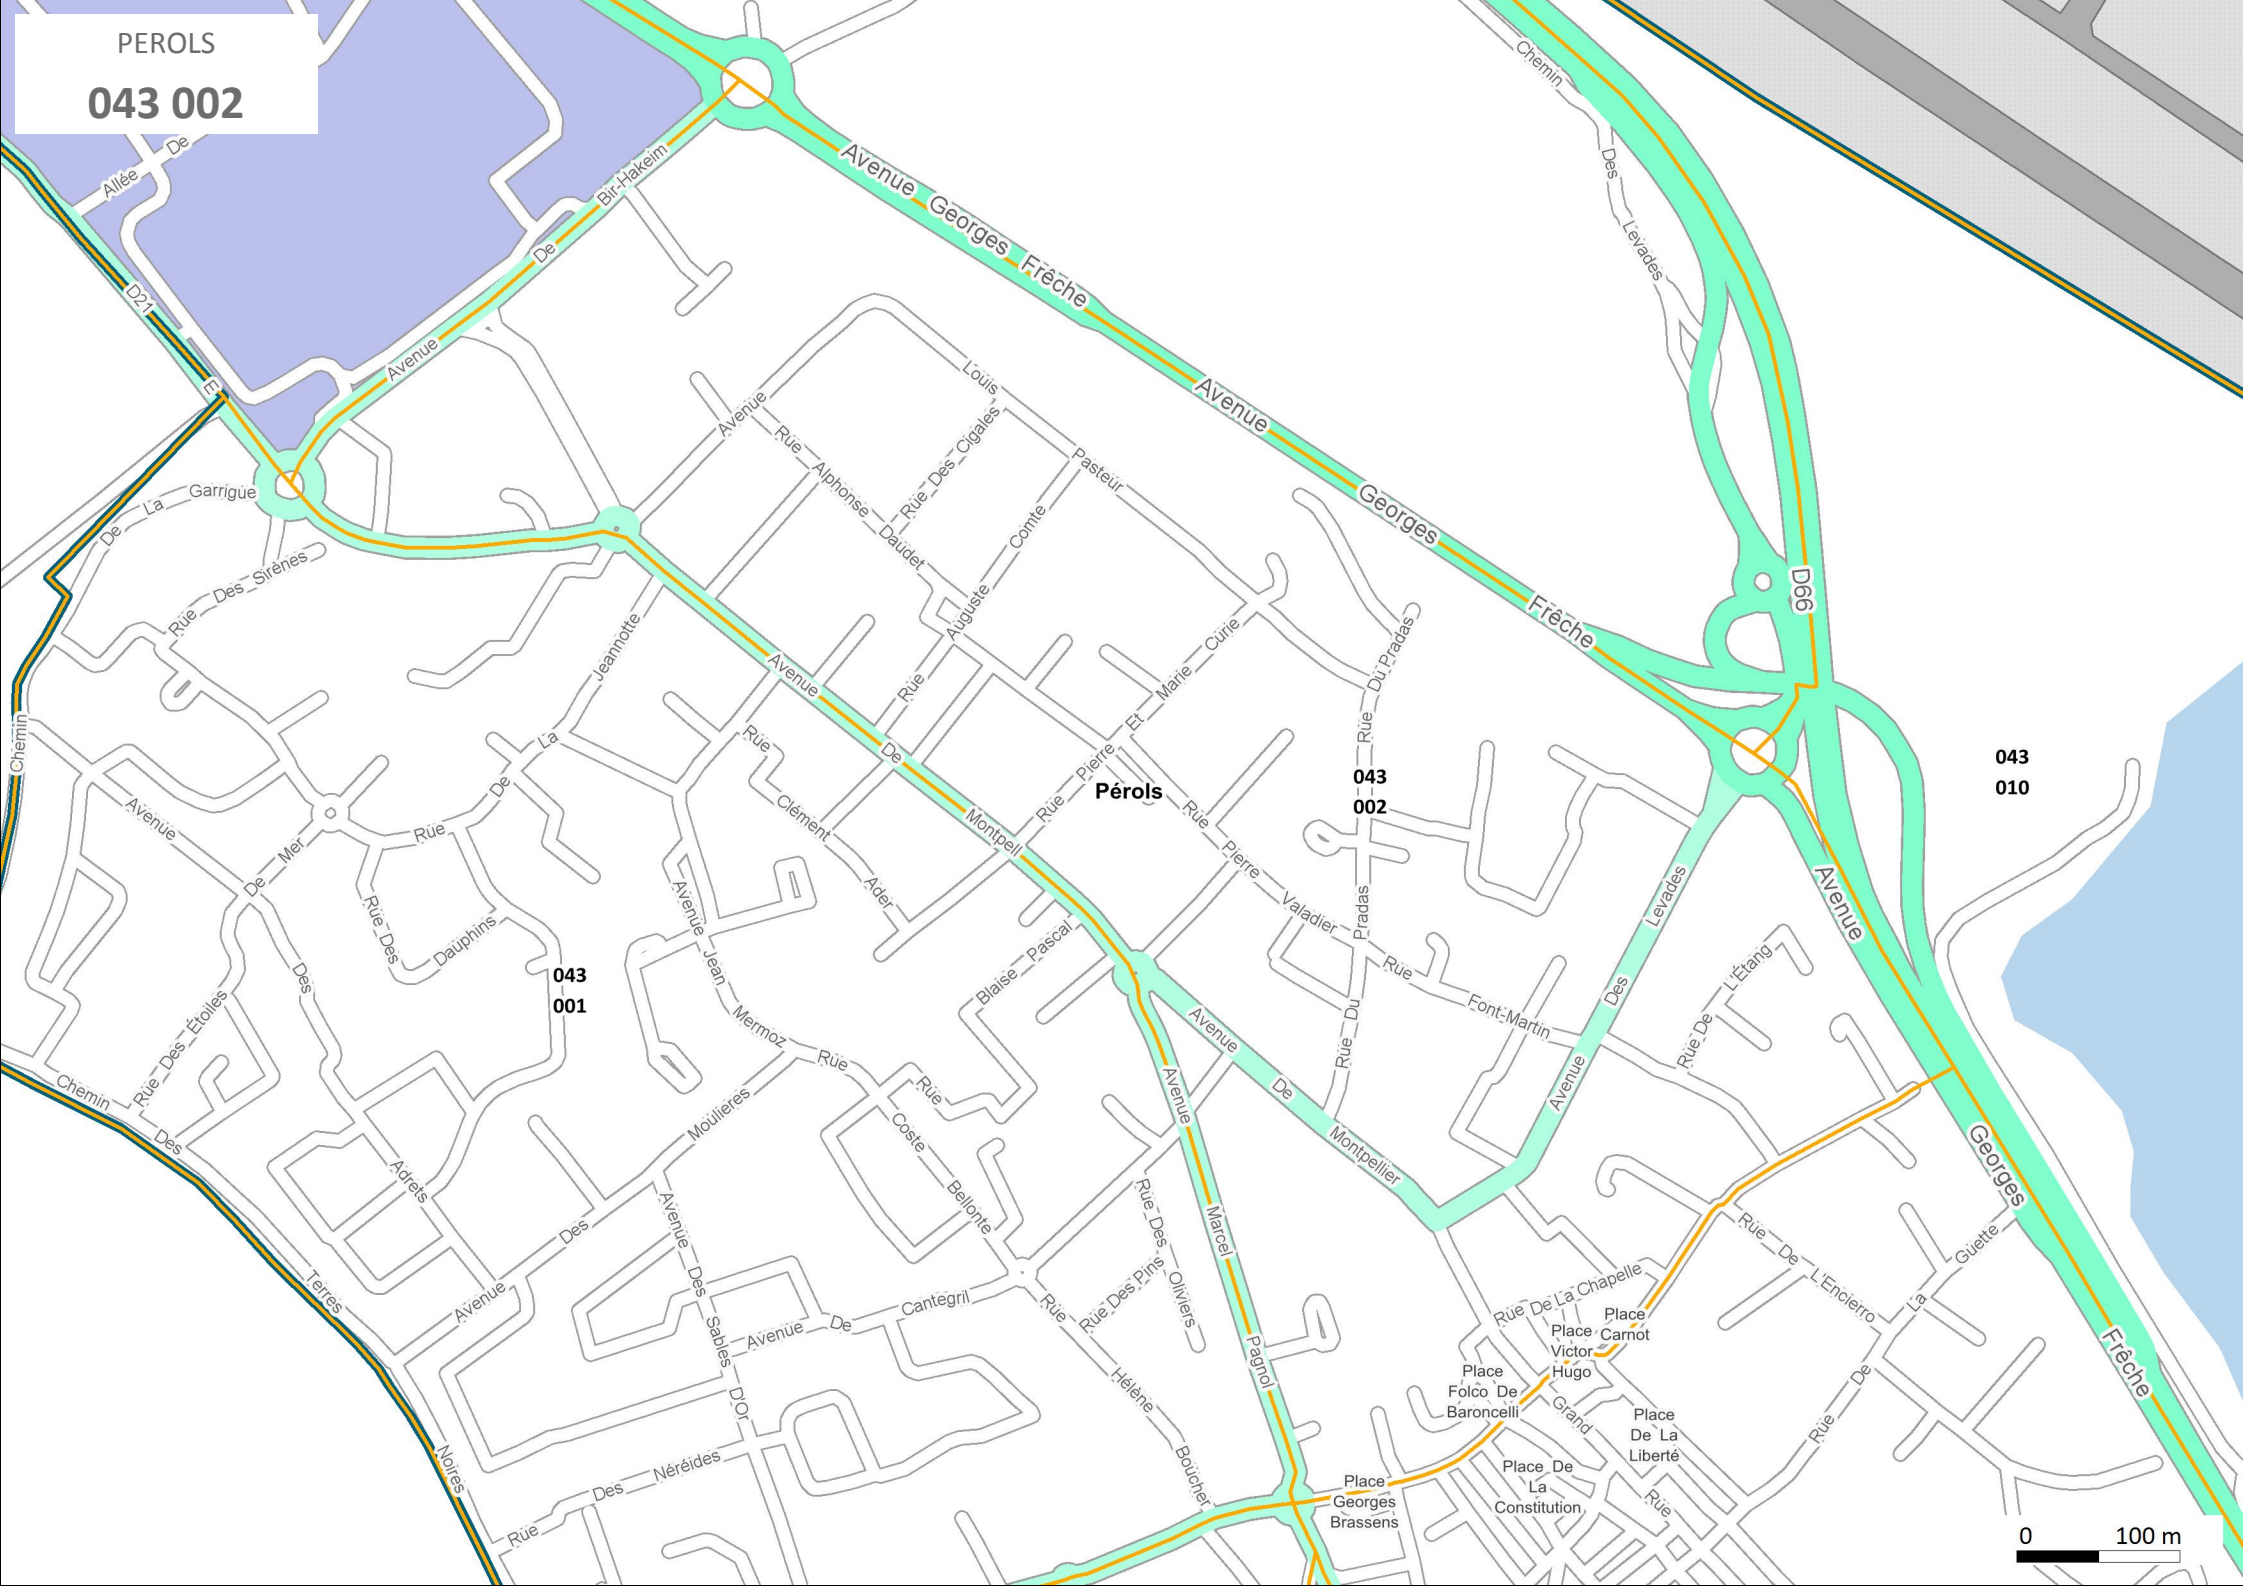 PEROLS
043 002
Allée De
Chemin Des Levades
Avenue De Bir-Hakeim
Avenue Georges Frêche
D21
E1
Avenue Georges Frêche
D66
De La Garrigue
Rue Des Sirènes
Avenue Louis Pasteur
Rue Alphonse Daudet
Rue Des Cigales
Rue Auguste Comte
Rue Pierre Et Marie Curie
Rue Du Pradas
Jeannotte
Rue De La
Avenue De Montpell
Rue Clément Ader
Pérols
043
002
043
010
Chemin
Avenue
De Mer
Rue Des Dauphins
Rue Des Étoiles
Des
Adrets
043
001
Avenue Jean Mermoz
Blaise Pascal
Rue
Rue Pierre Valadier
Rue Du Pradas
Rue Font-Martin
Avenue Des Levades
Rue De L'Étang
Avenue Georges Frêche
Chemin Des Terres Noires
Avenue Des Moulieres
Rue Coste Bellonte
Avenue De Montpellier
Avenue Marcel Pagnol
Rue Des Oliviers
Rue Des Pins
Avenue Des Sables D'Or
Avenue De Cantegril
Rue Hélène Boucher
Rue Des Néréides
Rue De L'Encierro
Rue De La Guette
Rue De La Chapelle
Place
Carnot
Place
Victor
Hugo
Place
Folco De
Baroncelli
Grand
Rue
Place
De La
Liberté
Place De
La
Constitution
Place
Georges
Brassens
0 100 m